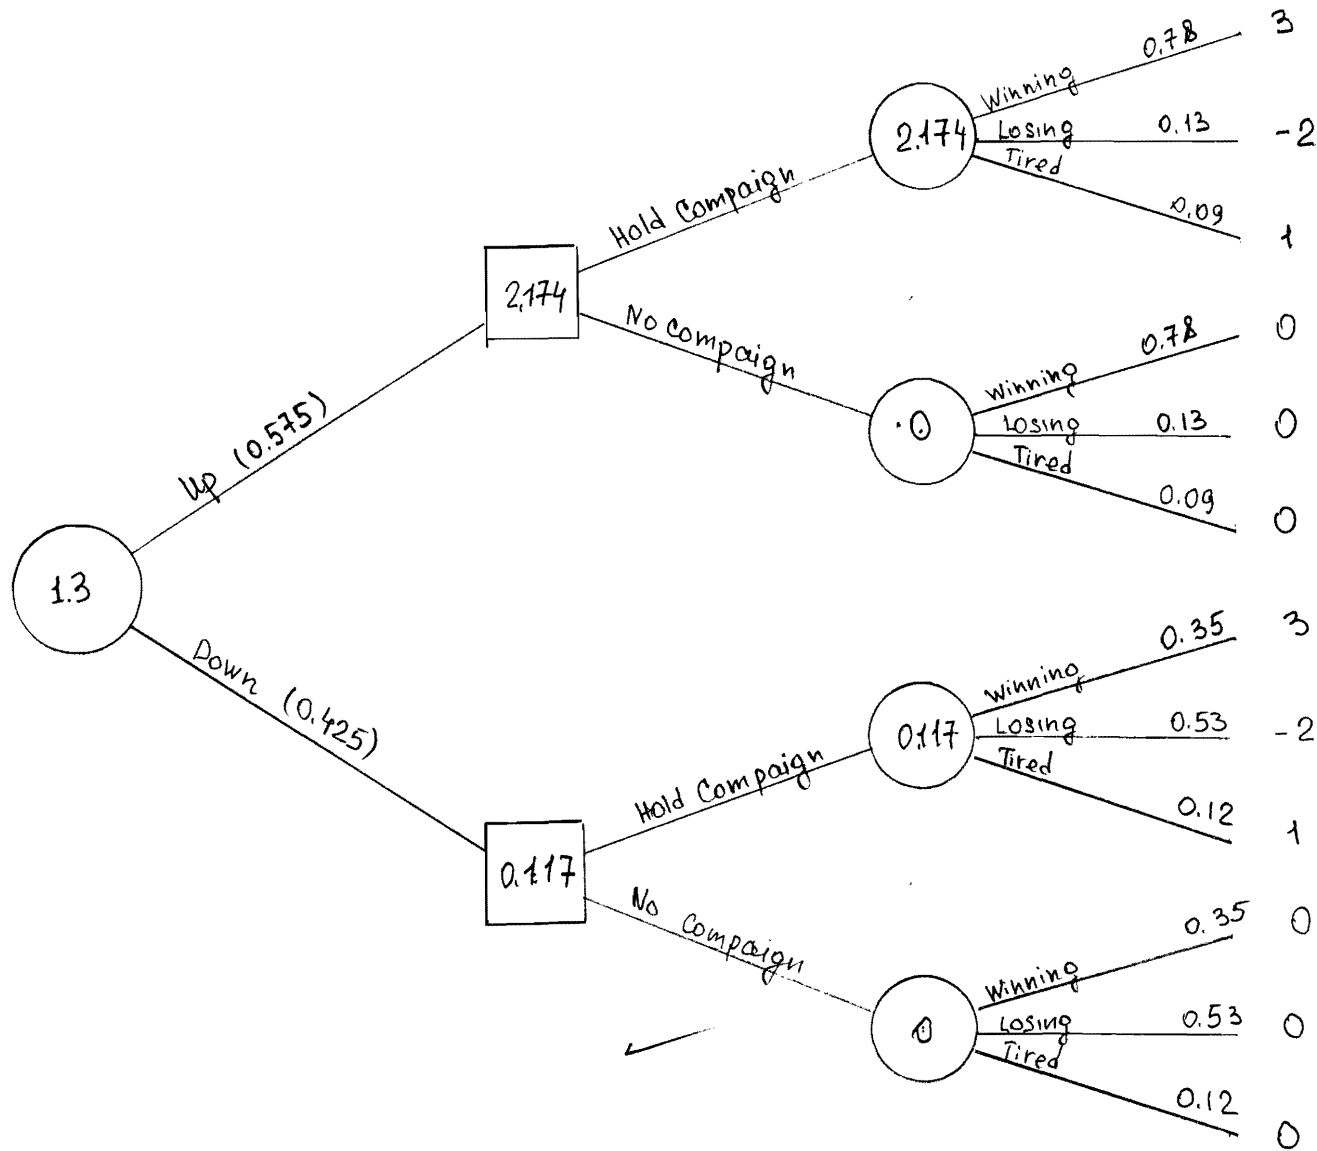 3
0.78
Winning
2.174
Losing
0.13
-2
Tired
0.09
1
Hold Compaign
2.174
No Compaign
0.78
0
Winning
0
Losing
0.13
0
Tired
0.09
0
Up (0.575)
1.3
Down (0.425)
0.35
3
Winning
0.117
Losing
0.53
-2
Tired
0.12
1
Hold Compaign
0.117
No Compaign
0.35
0
Winning
0
Losing
0.53
0
Tired
0.12
0